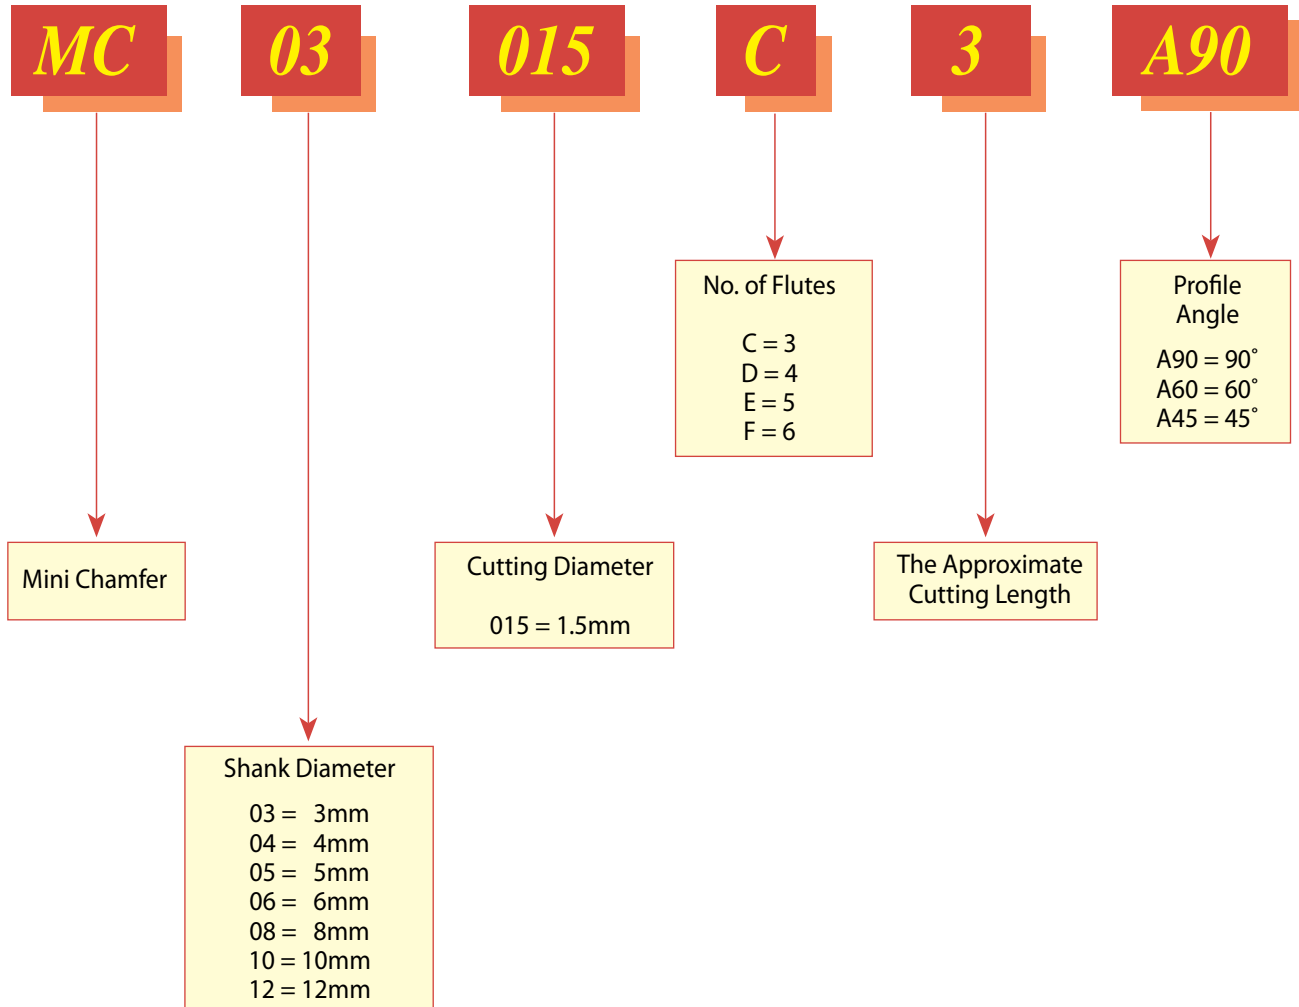 MC 03 015 C 3 A90
No. of Flutes
C = 3
D = 4
E = 5
F = 6
Profile
Angle
A90 = 90°
A60 = 60°
A45 = 45°
Mini Chamfer
Cutting Diameter
015 = 1.5mm
The Approximate
Cutting Length
Shank Diameter
03 = 3mm
04 = 4mm
05 = 5mm
06 = 6mm
08 = 8mm
10 = 10mm
12 = 12mm